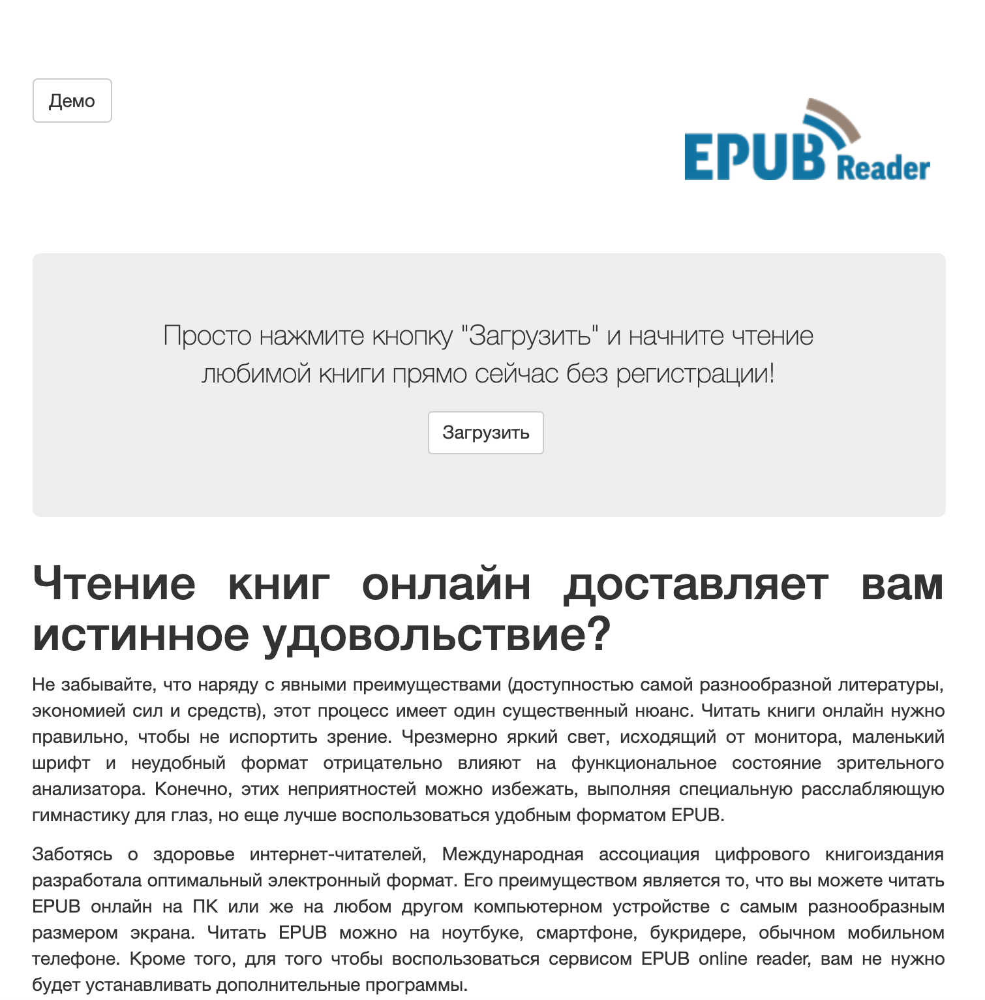 Демо
EPUB Reader
Просто нажмите кнопку "Загрузить" и начните чтение
любимой книги прямо сейчас без регистрации!
Загрузить
Чтение книг онлайн доставляет вам
истинное удовольствие?
Не забывайте, что наряду с явными преимуществами (доступностью самой разнообразной литературы,
экономией сил и средств), этот процесс имеет один существенный нюанс. Читать книги онлайн нужно
правильно, чтобы не испортить зрение. Чрезмерно яркий свет, исходящий от монитора, маленький
шрифт и неудобный формат отрицательно влияют на функциональное состояние зрительного
анализатора. Конечно, этих неприятностей можно избежать, выполняя специальную расслабляющую
гимнастику для глаз, но еще лучше воспользоваться удобным форматом EPUB.
Заботясь о здоровье интернет-читателей, Международная ассоциация цифрового книгоиздания
разработала оптимальный электронный формат. Его преимуществом является то, что вы можете читать
EPUB онлайн на ПК или же на любом другом компьютерном устройстве с самым разнообразным
размером экрана. Читать EPUB можно на ноутбуке, смартфоне, букридере, обычном мобильном
телефоне. Кроме того, для того чтобы воспользоваться сервисом EPUB online reader, вам не нужно
будет устанавливать дополнительные программы.